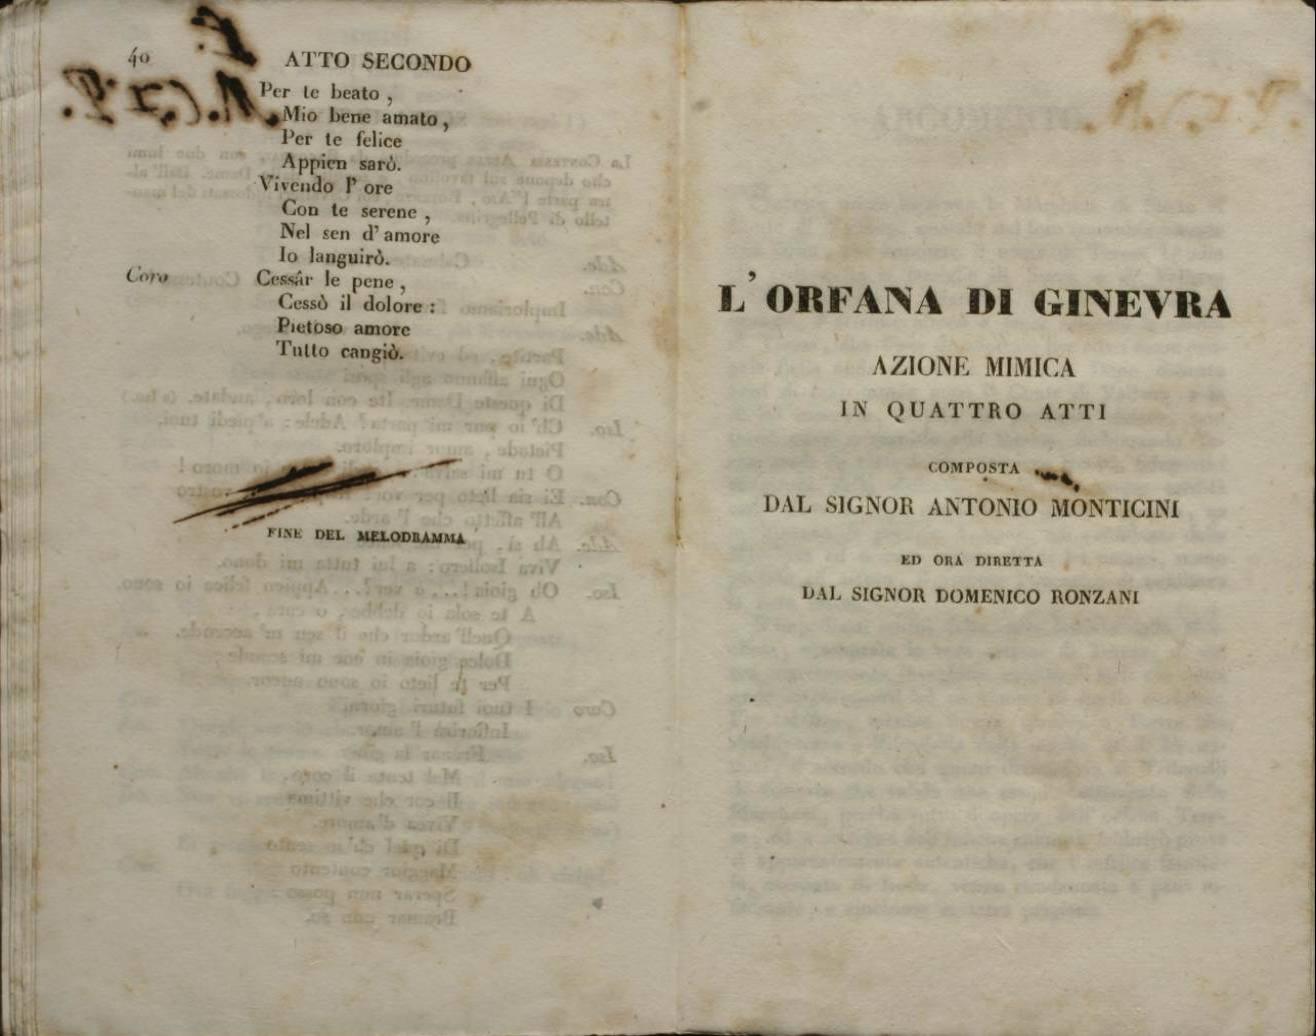 40
ATTO SECONDO
Per te beato ,
Mio bene amato ,
Per te felice
Appien sarò.
Vivendo l' ore
Con te serene ,
Nel sen d' amore
Io languirò.
Coro Cessâr le pene ,
Cessò il dolore :
Pietoso amore
Tutto cangiò.
FINE DEL MELODRAMMA
L' ORFANA DI GINEVRA
AZIONE MIMICA
IN QUATTRO ATTI
COMPOSTA
DAL SIGNOR ANTONIO MONTICINI
ED ORA DIRETTA
DAL SIGNOR DOMENICO RONZANI